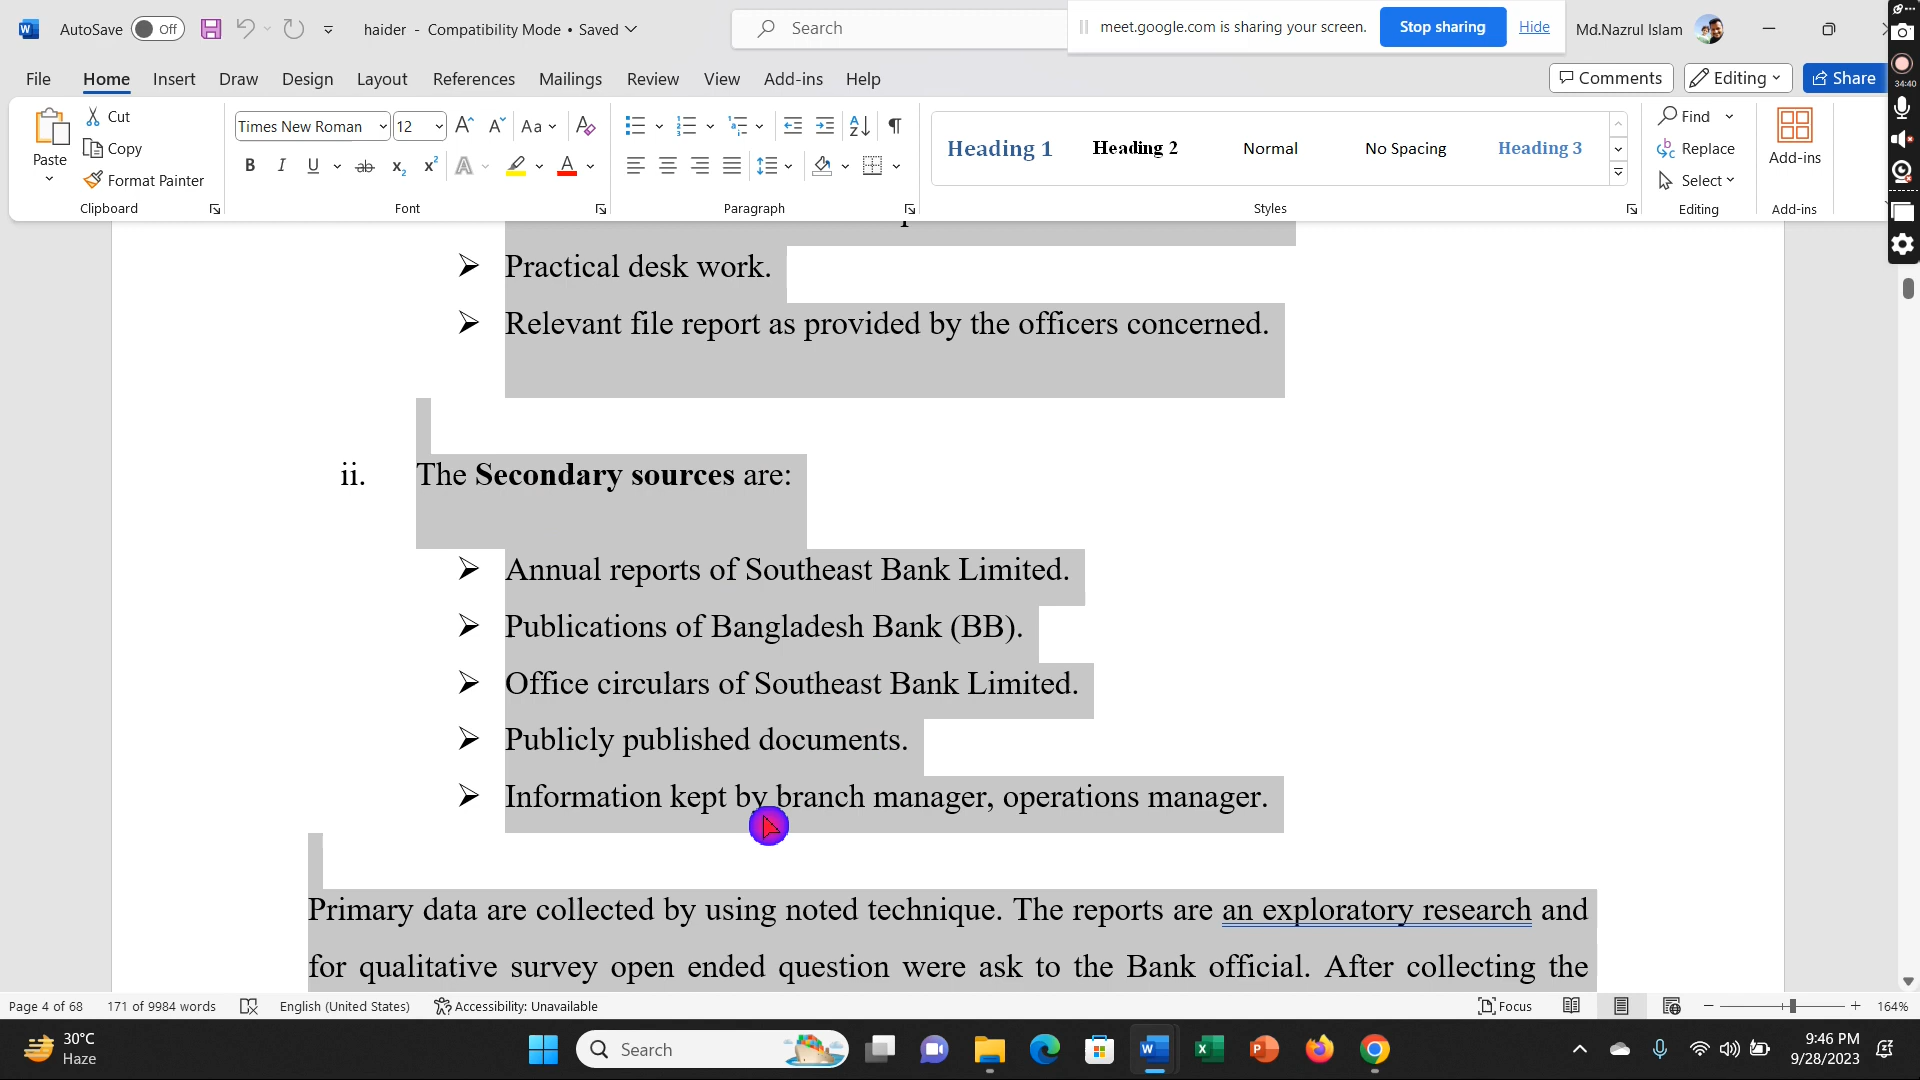 AutoSave Off haider - Compatibility Mode • Saved Search meet.google.com is sharing your screen. Stop sharing Hide Md.Nazrul Islam
File Home Insert Draw Design Layout References Mailings Review View Add-ins Help Comments Editing Share
34:40
Paste Cut Copy Format Painter
Clipboard
Times New Roman 12 Aa
B I U ab x₂ x² A A
Font
Paragraph
Heading 1 Heading 2 Normal No Spacing Heading 3
Styles
Find Replace Select
Editing
Add-ins
Add-ins
Practical desk work.
Relevant file report as provided by the officers concerned.
ii. The Secondary sources are:
Annual reports of Southeast Bank Limited.
Publications of Bangladesh Bank (BB).
Office circulars of Southeast Bank Limited.
Publicly published documents.
Information kept by branch manager, operations manager.
Primary data are collected by using noted technique. The reports are an exploratory research and
for qualitative survey open ended question were ask to the Bank official. After collecting the
Page 4 of 68 171 of 9984 words English (United States) Accessibility: Unavailable Focus 164%
30°C
Haze
Search
9:46 PM
9/28/2023